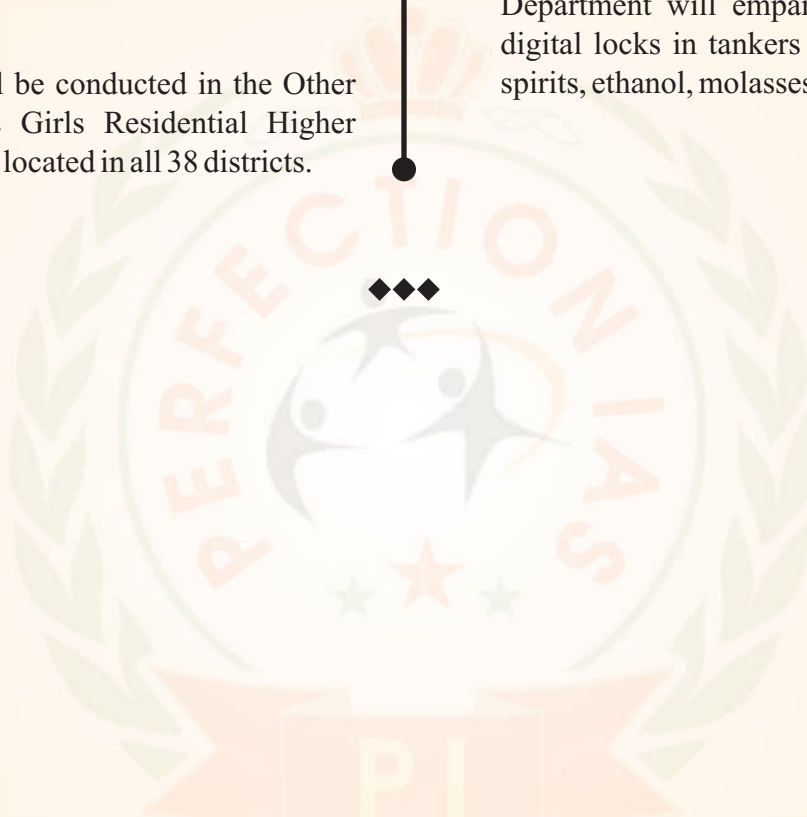 l be conducted in the Other
Girls Residential Higher
located in all 38 districts.
Department will
digital locks in tankers
spirits, ethanol, molasses
PERFECTION IAS
PI